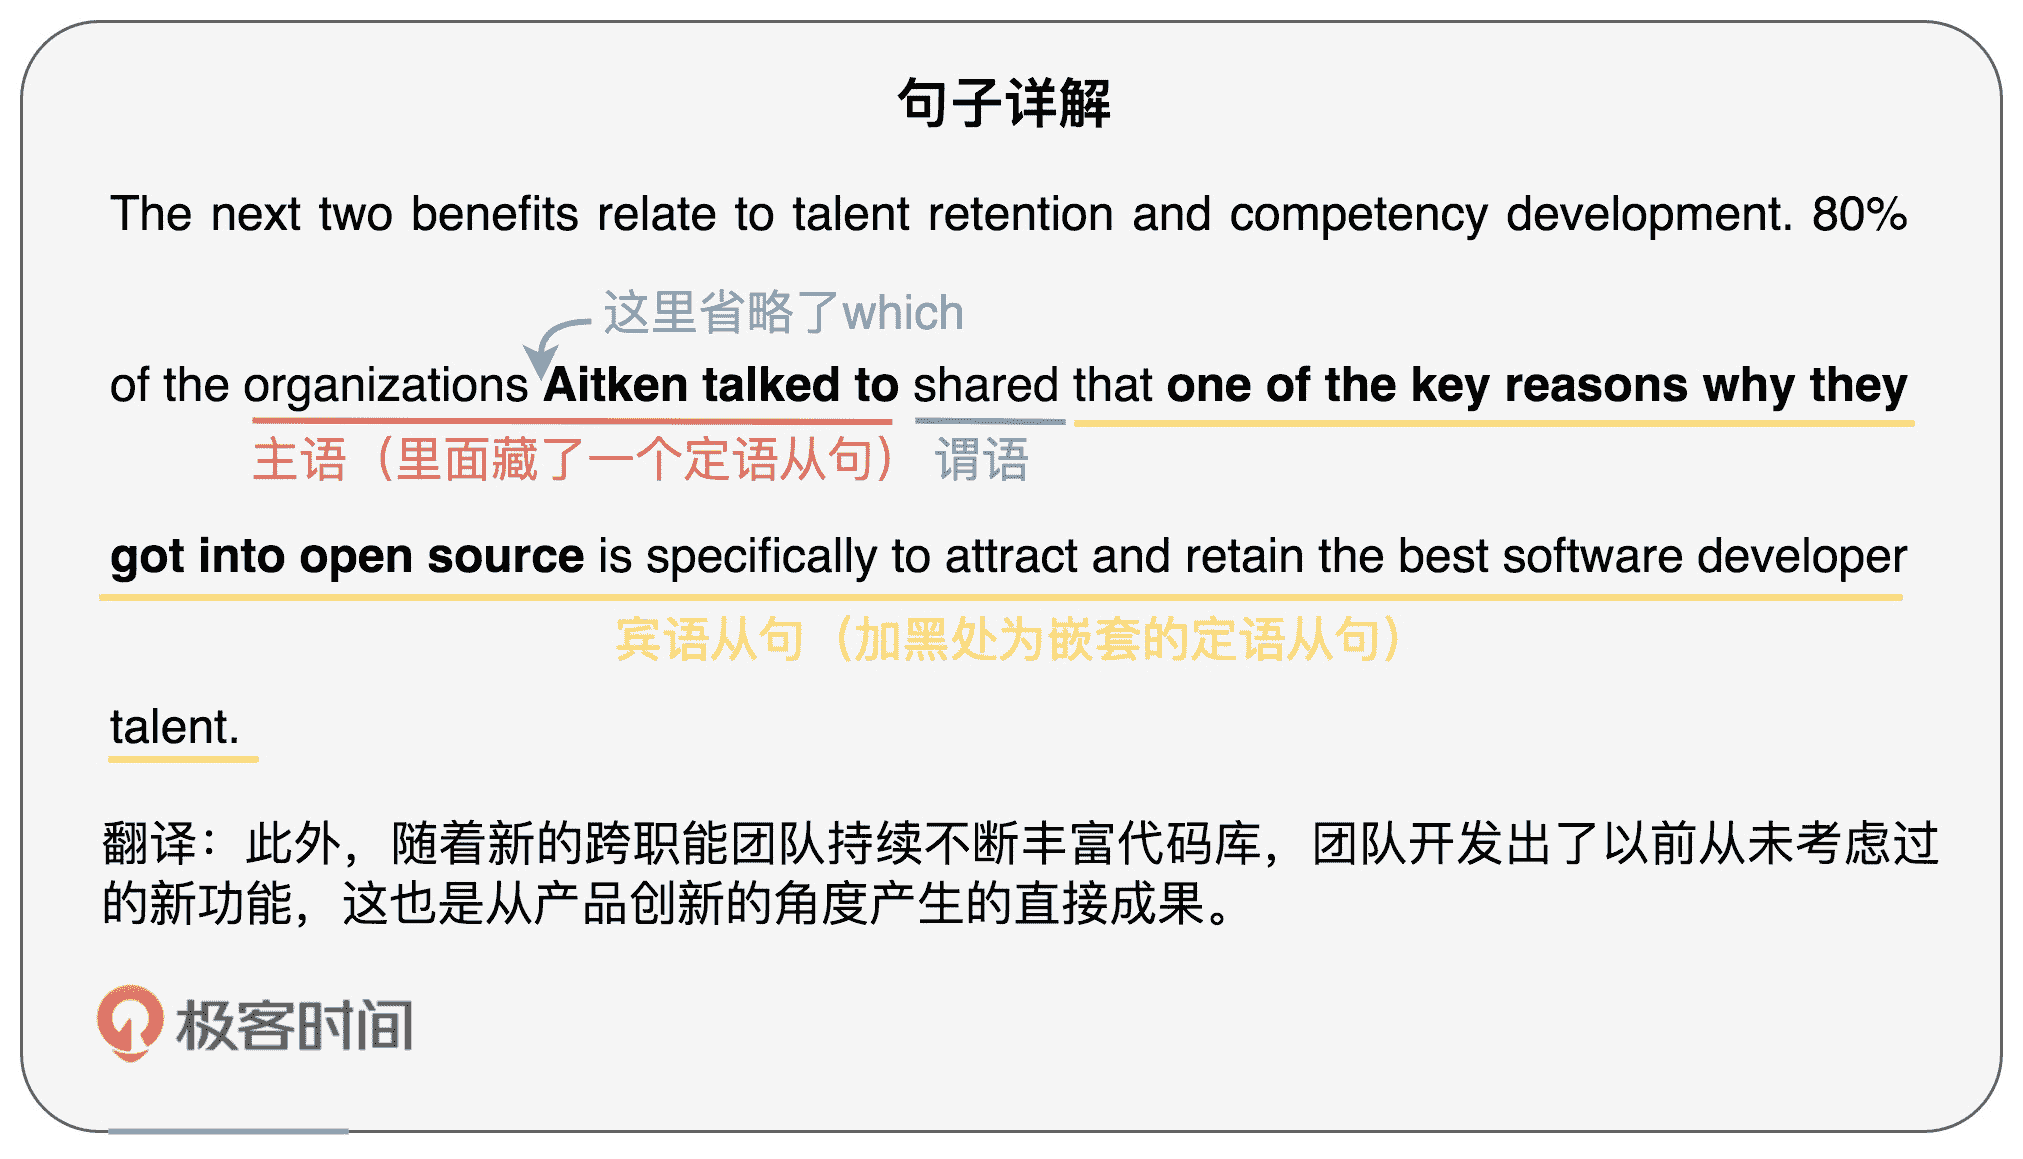 句子详解
The next two benefits relate to talent retention and competency development. 80%
这里省略了which
of the organizations Aitken talked to shared that one of the key reasons why they
主语（里面藏了一个定语从句） 谓语
got into open source is specifically to attract and retain the best software developer
宾语从句（加黑处为嵌套的定语从句）
talent.
翻译：此外，随着新的跨职能团队持续不断丰富代码库，团队开发出了以前从未考虑过
的新功能，这也是从产品创新的角度产生的直接成果。
极客时间